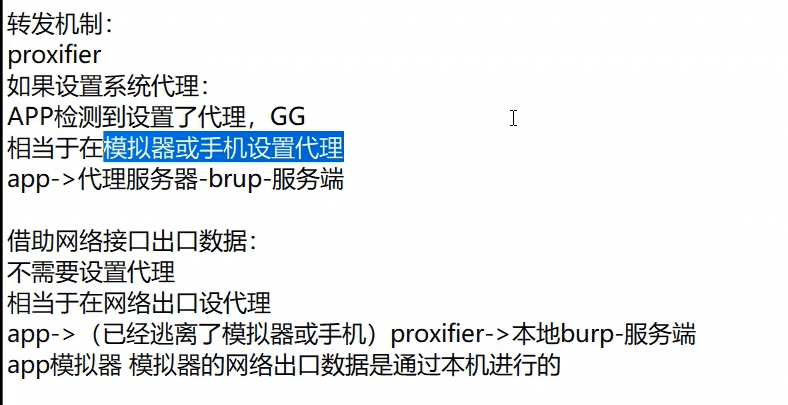 转发机制：
proxifier
如果设置系统代理：
APP检测到设置了代理，GG
相当于在模拟器或手机设置代理
app->代理服务器-brup-服务端
借助网络接口出口数据：
不需要设置代理
相当于在网络出口设代理
app->（已经逃离了模拟器或手机）proxifier->本地burp-服务端
app模拟器 模拟器的网络出口数据是通过本机进行的